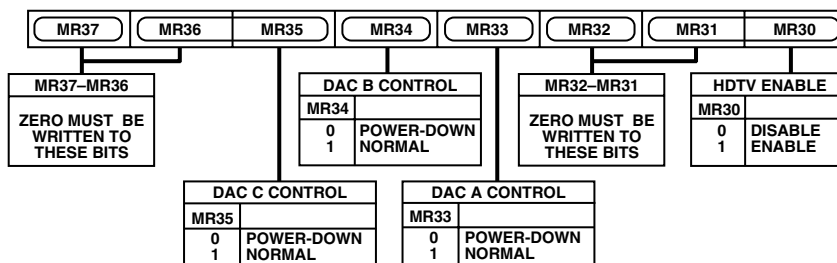 MR37 MR36 MR35 MR34 MR33 MR32 MR31 MR30
MR37–MR36
ZERO MUST BE
WRITTEN TO
THESE BITS
DAC B CONTROL
MR34
0 POWER-DOWN
1 NORMAL
MR32–MR31
ZERO MUST BE
WRITTEN TO
THESE BITS
HDTV ENABLE
MR30
0 DISABLE
1 ENABLE
DAC C CONTROL
MR35
0 POWER-DOWN
1 NORMAL
DAC A CONTROL
MR33
0 POWER-DOWN
1 NORMAL